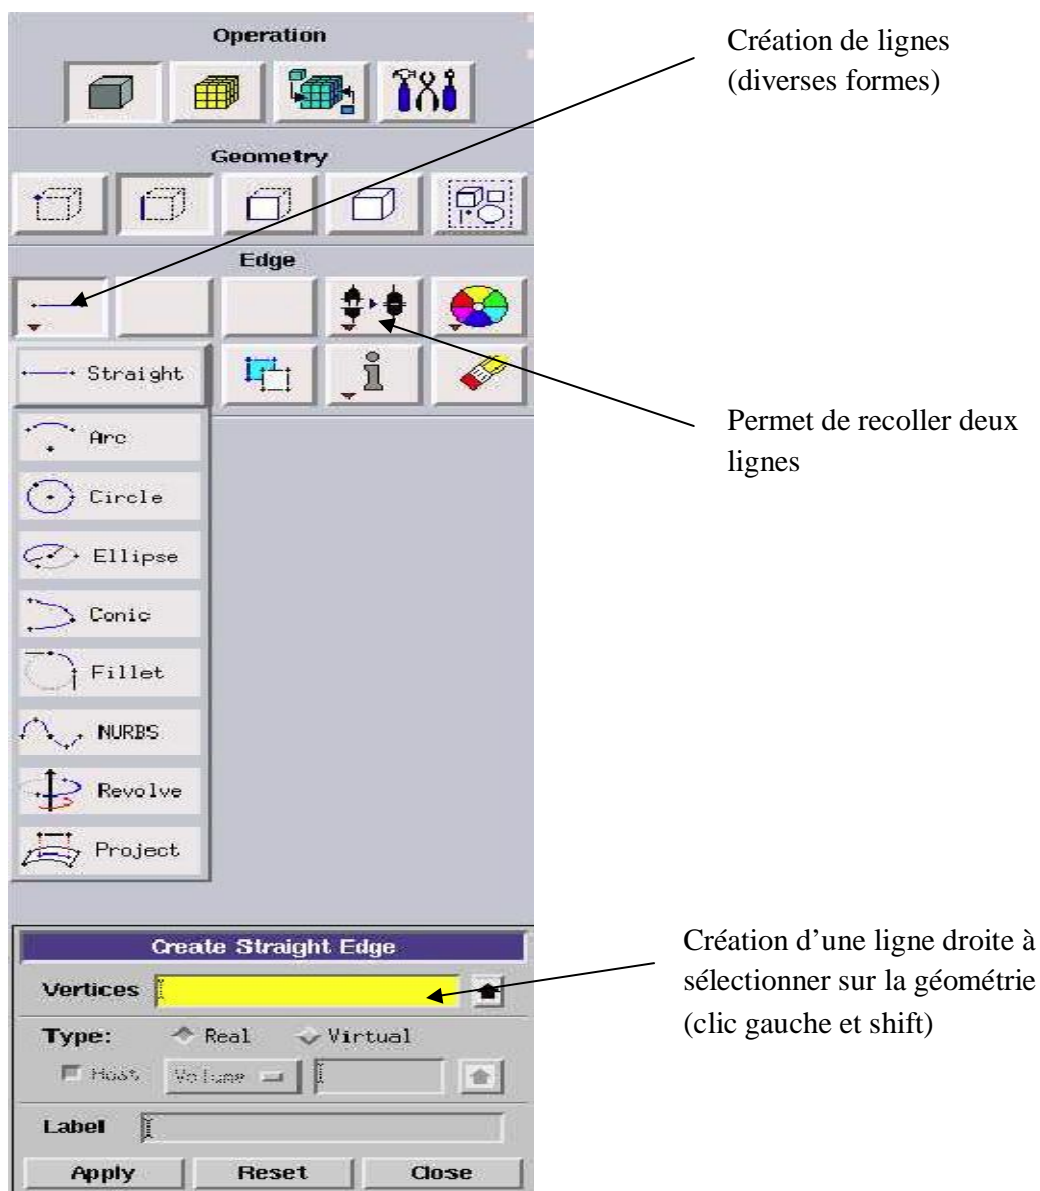 Operation
Création de lignes
(diverses formes)
Geometry
Edge
Straight
Arc
Circle
Ellipse
Conic
Fillet
NURBS
Revolve
Project
Permet de recoller deux
lignes
Create Straight Edge
Vertices
Type: Real Virtual
Host Volume
Label
Apply Reset Close
Création d’une ligne droite à
sélectionner sur la géométrie
(clic gauche et shift)